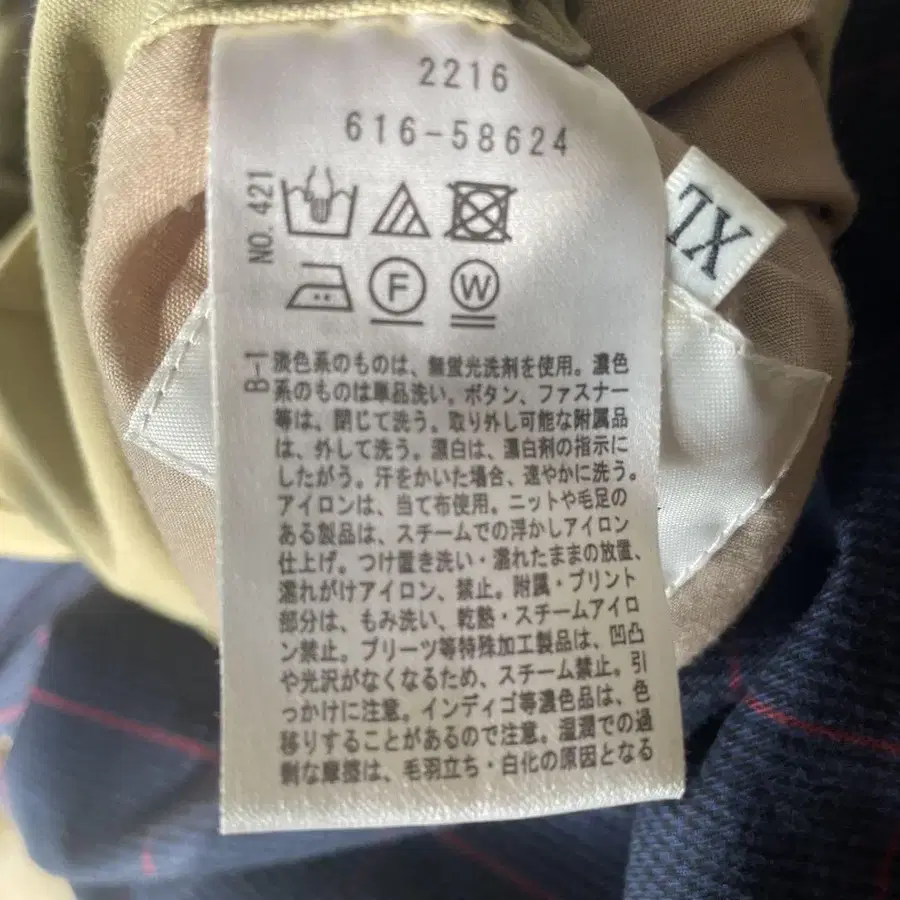 2216
616-58624
NO. 421
F
W
XL
B-1
淡色系のものは、無蛍光洗剤を使用。濃色
系のものは単品洗い。ボタン、ファスナー
等は、閉じて洗う。取り外し可能な附属品
は、外して洗う。漂白は、漂白剤の指示に
したがう。汗をかいた場合、速やかに洗う。
アイロンは、当て布使用。ニットや毛足の
ある製品は、スチームでの浮かしアイロン
仕上げ。つけ置き洗い・濡れたままの放置、
濡れがけアイロン、禁止。附属・プリント
部分は、もみ洗い、乾熱・スチームアイロ
ン禁止。プリーツ等特殊加工製品は、凹凸
や光沢がなくなるため、スチーム禁止。引
っかけに注意。インディゴ等濃色品は、色
移りすることがあるので注意。湿潤での過
剰な摩擦は、毛羽立ち・白化の原因となる